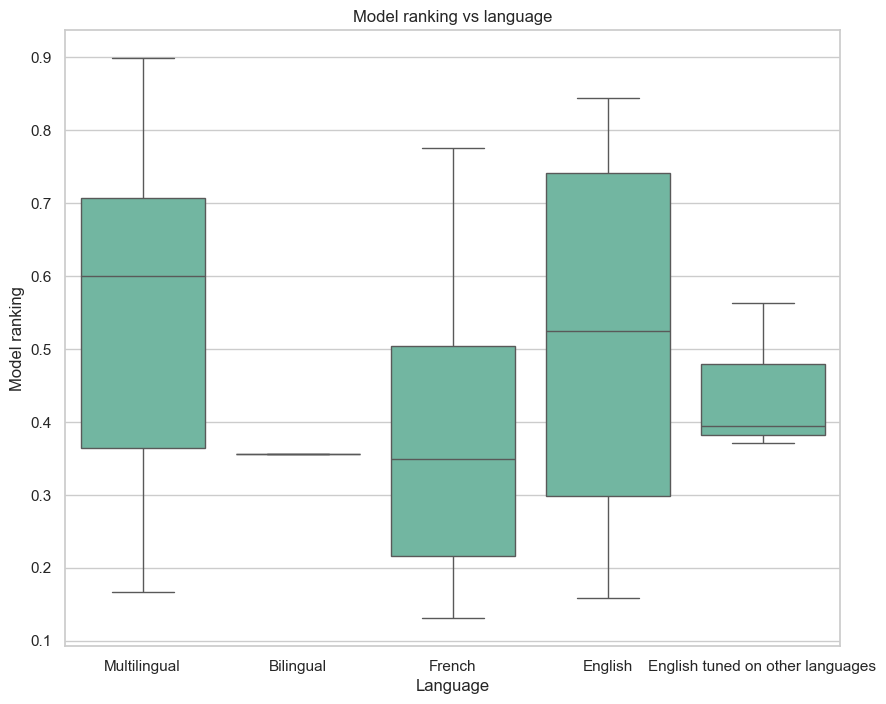 Model ranking vs language
Model ranking
0.9
0.8
0.7
0.6
0.5
0.4
0.3
0.2
0.1
Multilingual
Bilingual
French
English
English tuned on other languages
Language